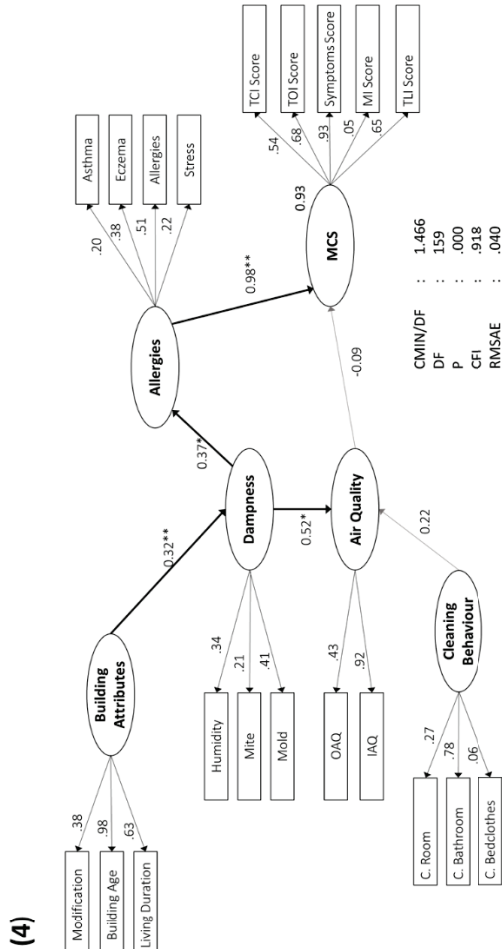 (4)
Modification
Building Age
Living Duration
.38
.98
.63
Building
Attributes
0.32**
Humidity
Mite
Mold
.34
.21
.41
Dampness
0.37*
0.52*
OAQ
IAQ
.43
.92
Air Quality
C. Room
C. Bathroom
C. Bedclothes
.27
.78
.06
Cleaning
Behaviour
0.22
-0.09
Allergies
Asthma
Eczema
Allergies
Stress
.20
.38
.51
.22
0.98**
MCS
0.93
TCI Score
TOI Score
Symptoms Score
MI Score
TLI Score
.54
.68
.93
.05
.65
CMIN/DF : 1.466
DF : 159
P : .000
CFI : .918
RMSAE : .040